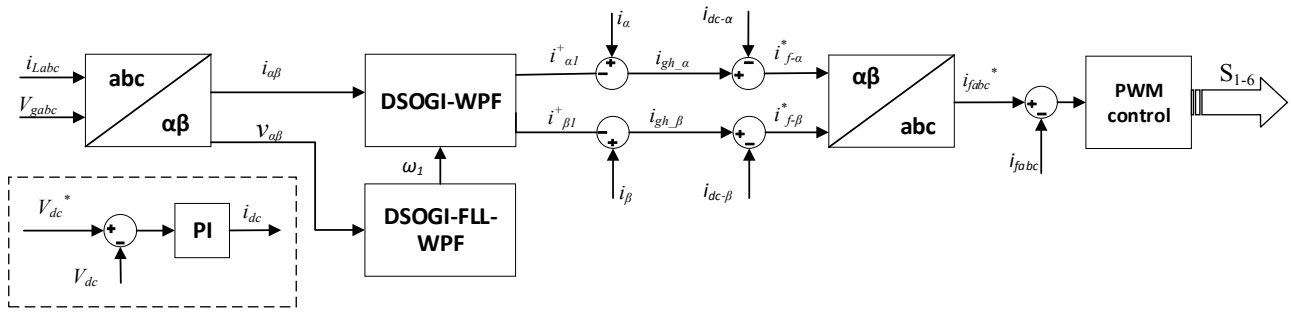 i_Labc
V_gabc
abc
αβ
i_αβ
v_αβ
DSOGI-WPF
ω_1
DSOGI-FLL-
WPF
i^+_α1
i^+_β1
i_α
i_β
+
-
-
+
i_gh_α
i_gh_β
i_dc-α
i_dc-β
-
+
+
-
i^*_f-α
i^*_f-β
αβ
abc
i_fabc^*
+
-
i_fabc
PWM
control
S_1-6
V_dc^*
+
-
V_dc
PI
i_dc